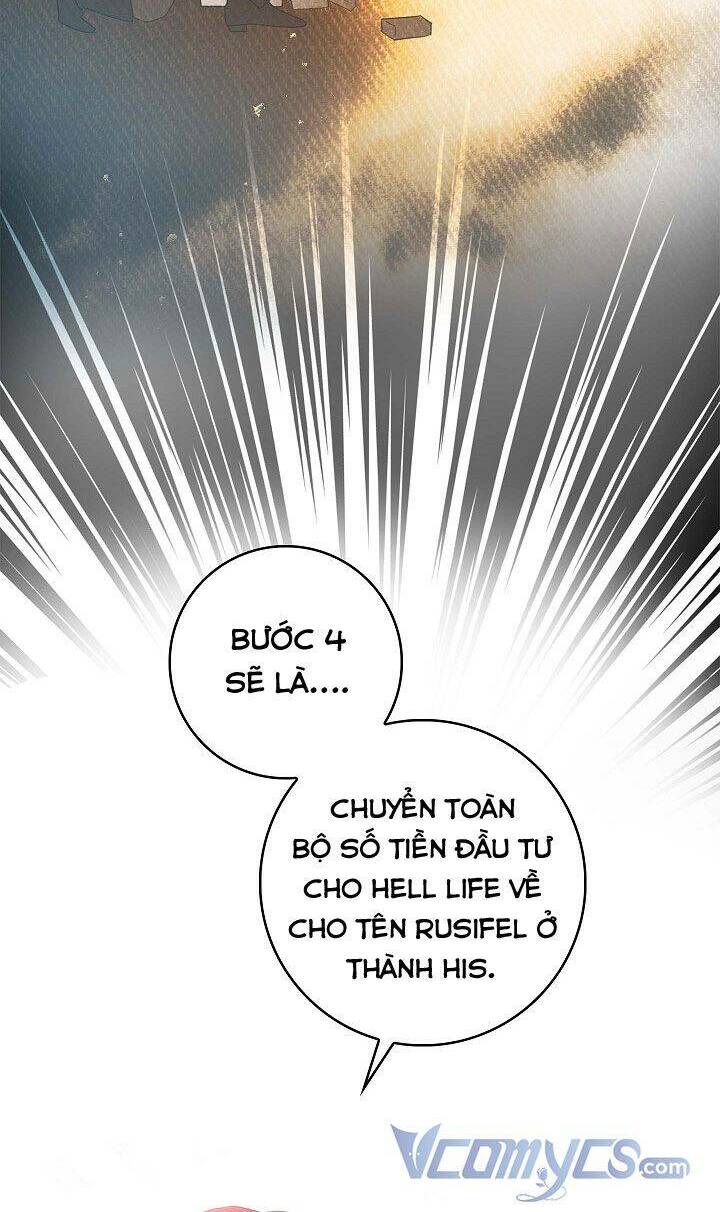 BƯỚC 4
SẼ LÀ....
CHUYỂN TOÀN
BỘ SỐ TIỀN ĐẦU TƯ
CHO HELL LIFE VỀ
CHO TÊN RUSIFEL Ở
THÀNH HIS.
VCOMYCS.com